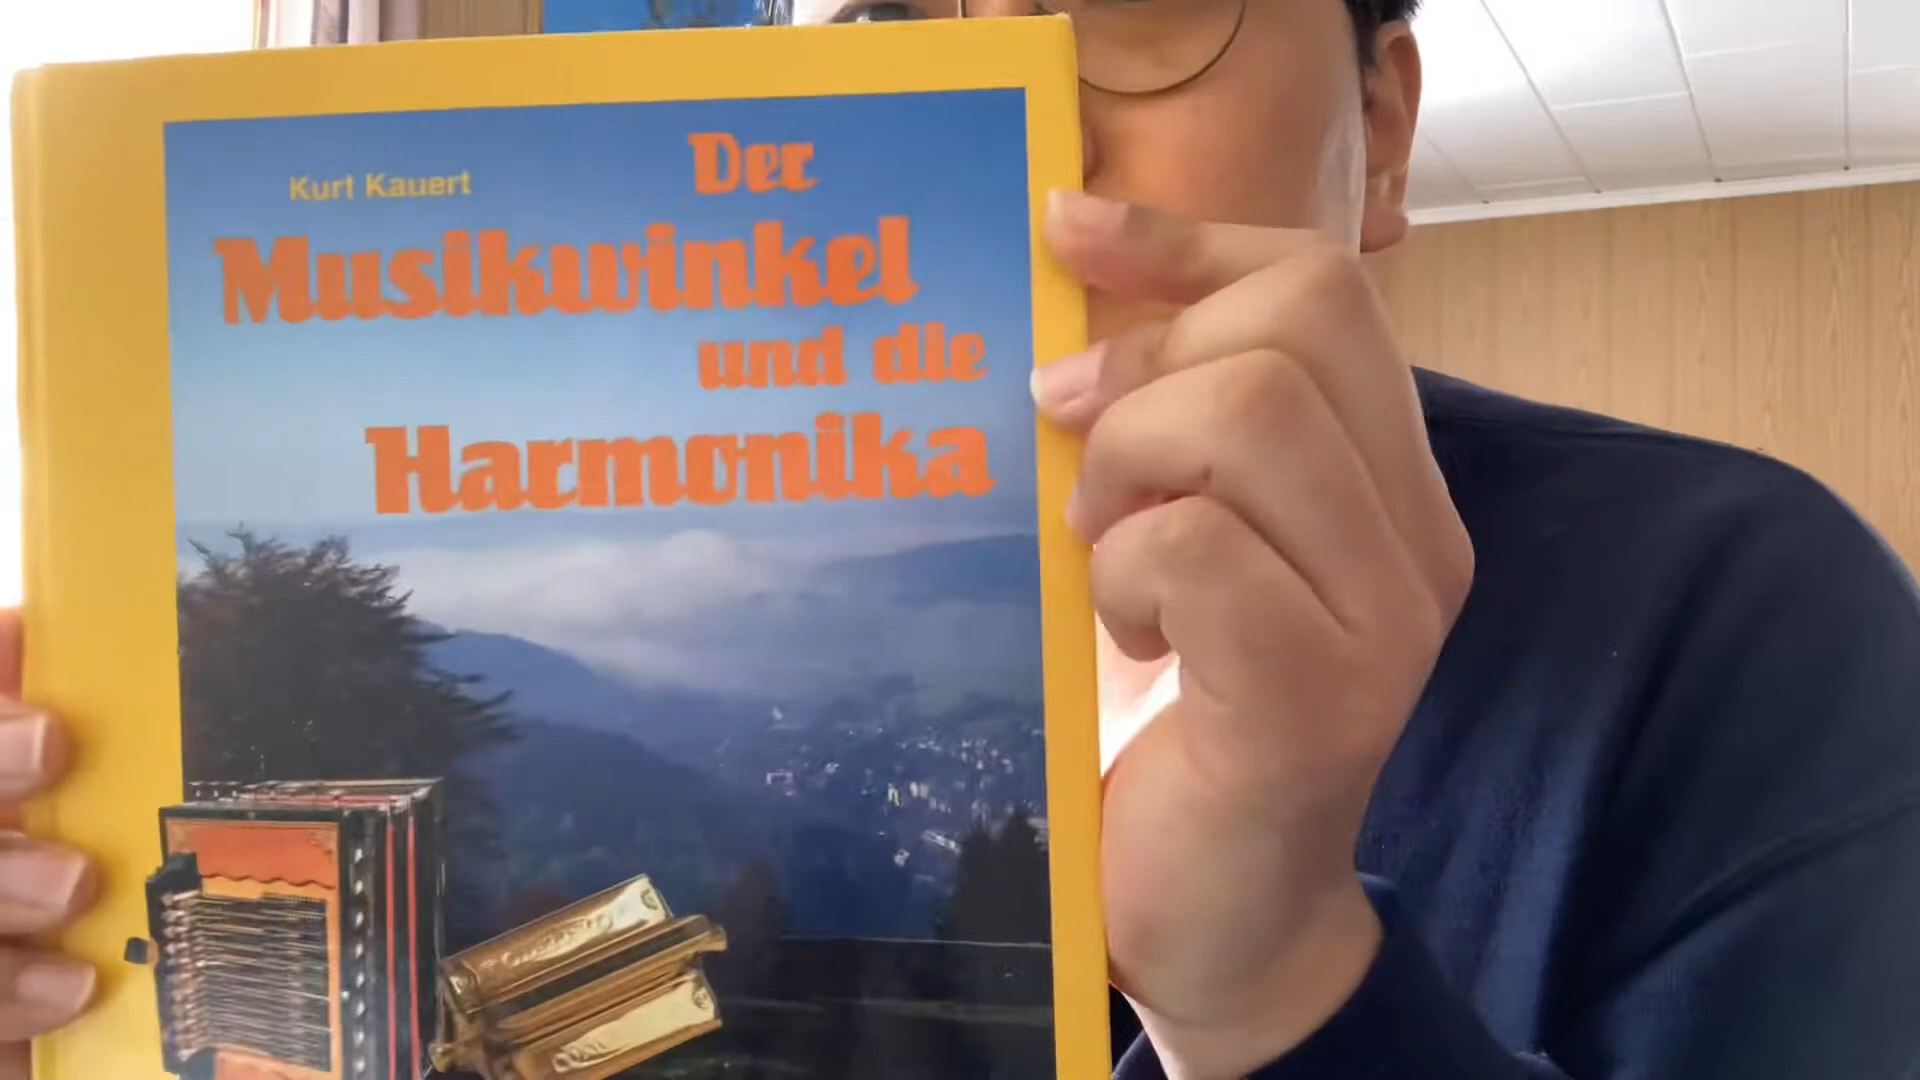 Kurt Kauert
Der
Musikwinkel
und die
Harmonika